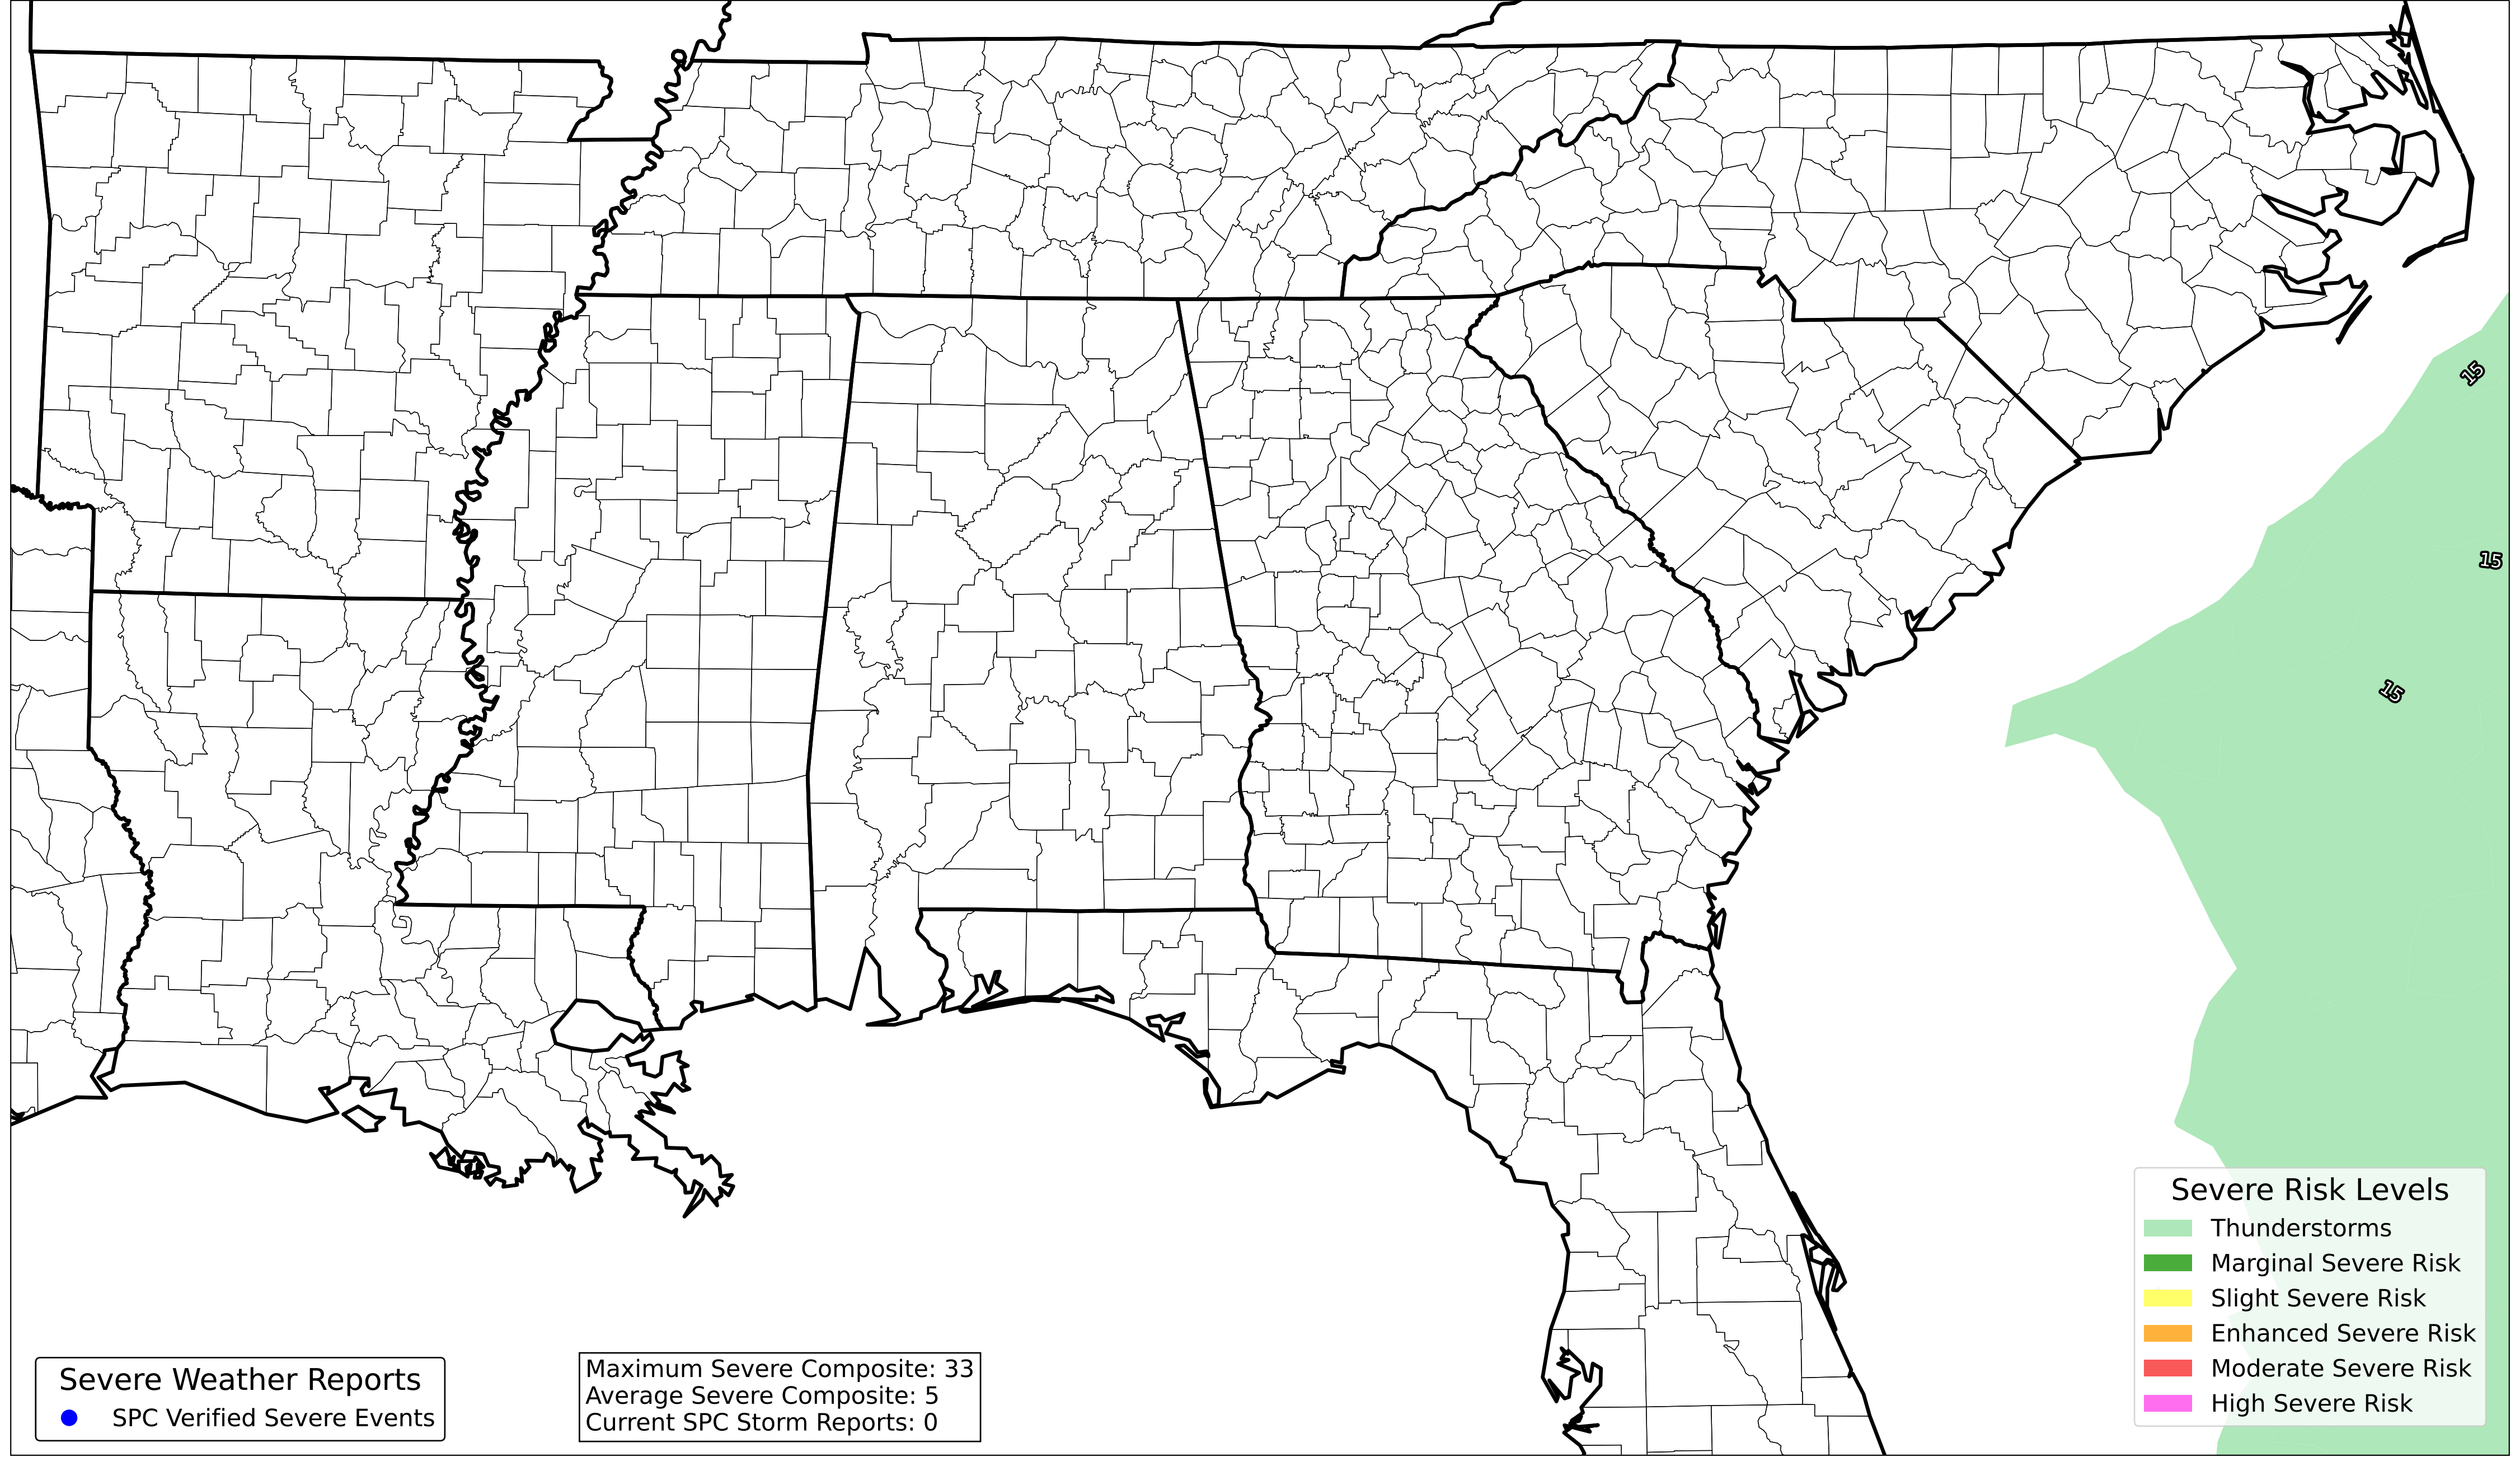 15
15
15
Severe Risk Levels
Thunderstorms
Marginal Severe Risk
Slight Severe Risk
Enhanced Severe Risk
Moderate Severe Risk
High Severe Risk
Severe Weather Reports
SPC Verified Severe Events
Maximum Severe Composite: 33
Average Severe Composite: 5
Current SPC Storm Reports: 0